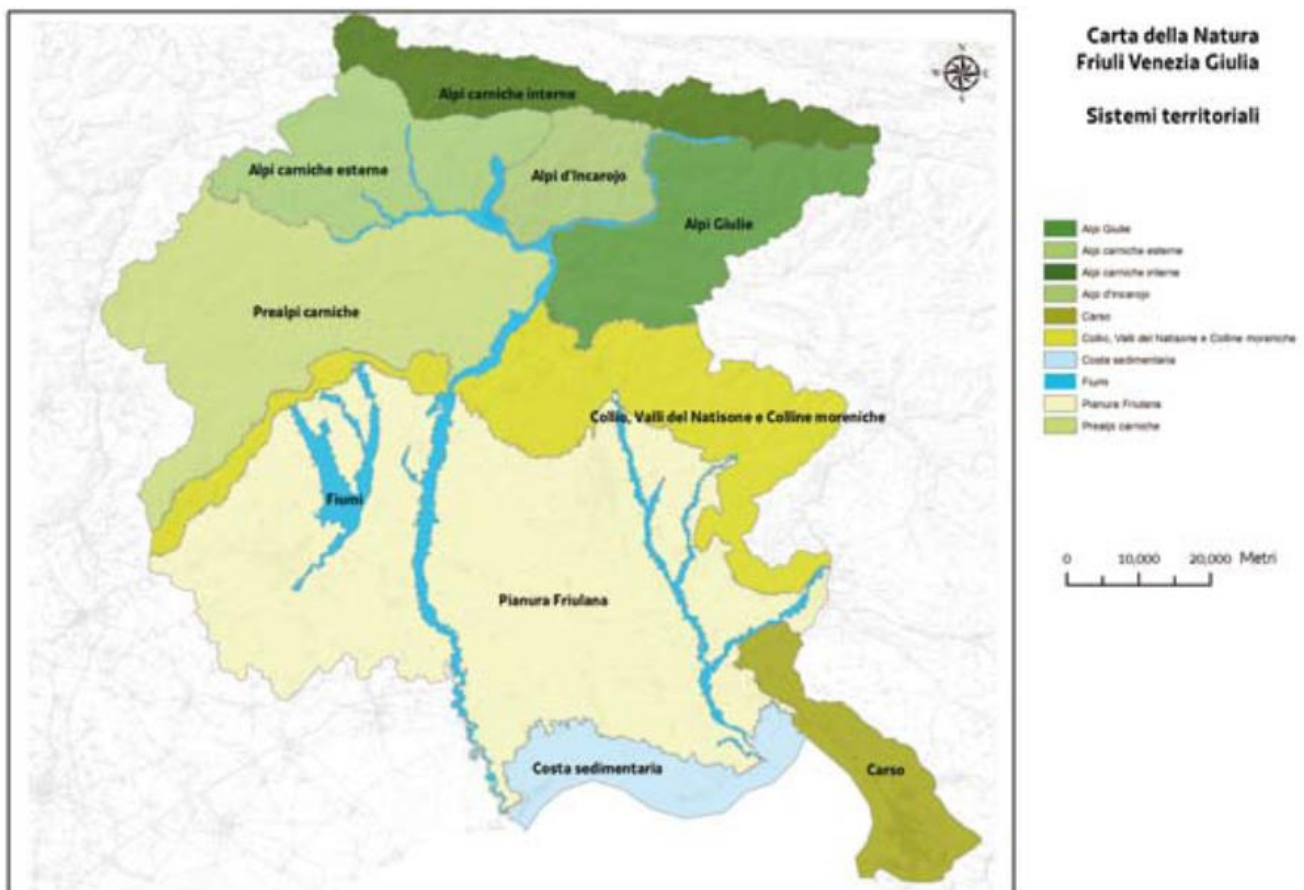 Carta della Natura
Friuli Venezia Giulia
Sistemi territoriali
N
Alpi carniche interne
Alpi carniche esterne
Alpi d'Incarojo
Alpi Giulie
Prealpi carniche
Collio, Valli del Natisone e Colline moreniche
Fiumi
Pianura Friulana
Costa sedimentaria
Carso
Alpi Giulie
Alpi carniche esterne
Alpi carniche interne
Alpi d'Incarojo
Carso
Collio, Valli del Natisone e Colline moreniche
Costa sedimentaria
Fiumi
Pianura Friulana
Prealpi carniche
0 10,000 20,000 Metri